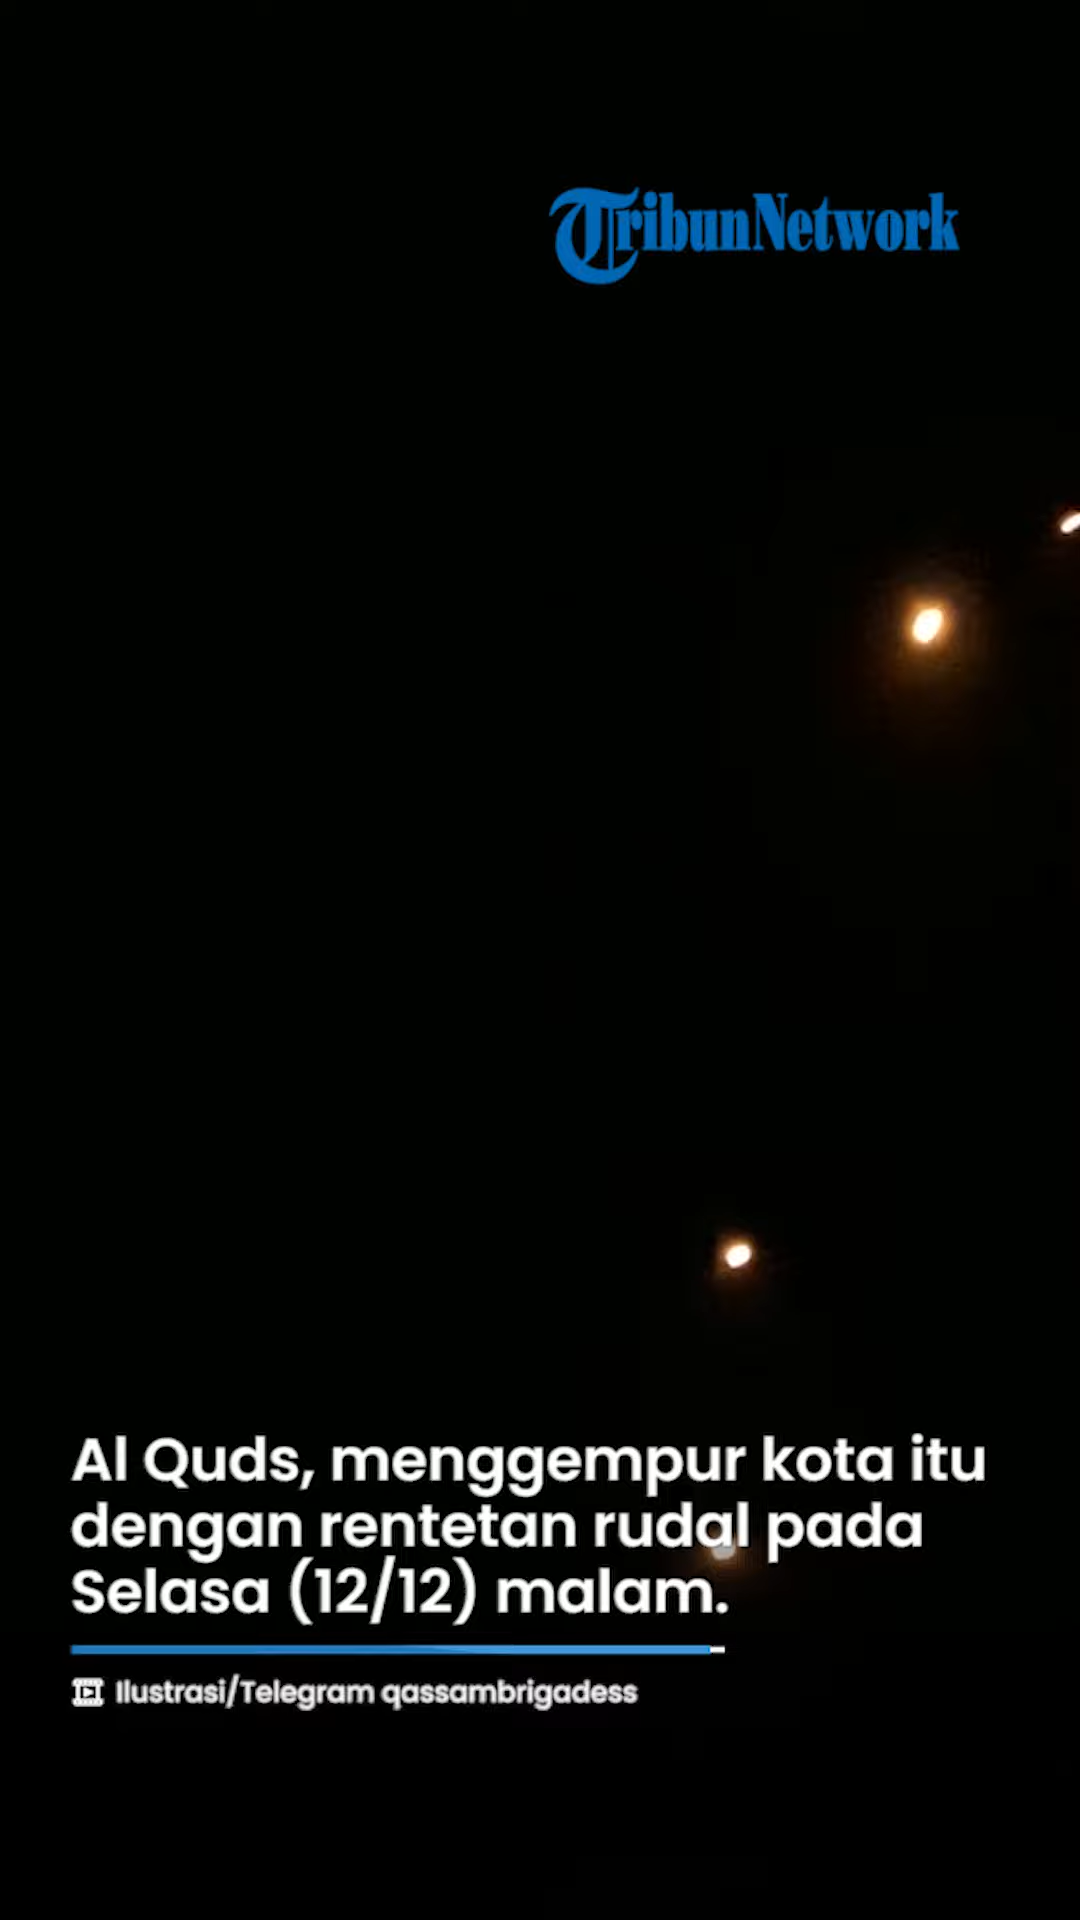 TribunNetwork
Al Quds, menggempur kota itu
dengan rentetan rudal pada
Selasa (12/12) malam.
Ilustrasi/Telegram qassambrigadess